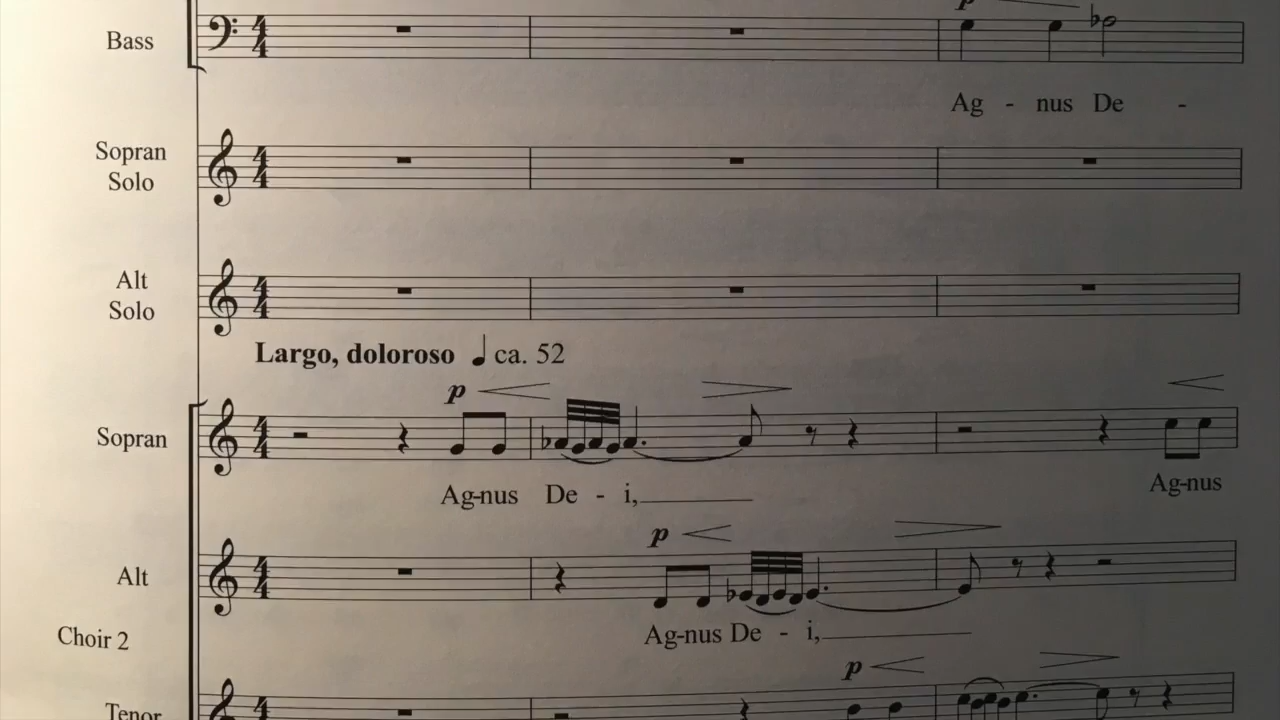 Bass
p
Ag - nus De -
Sopran
Solo
Alt
Solo
Largo, doloroso ♩ ca. 52
p
Sopran
Ag-nus De - i,
Ag-nus
p
Alt
Ag-nus De - i,
Choir 2
p
Tenor